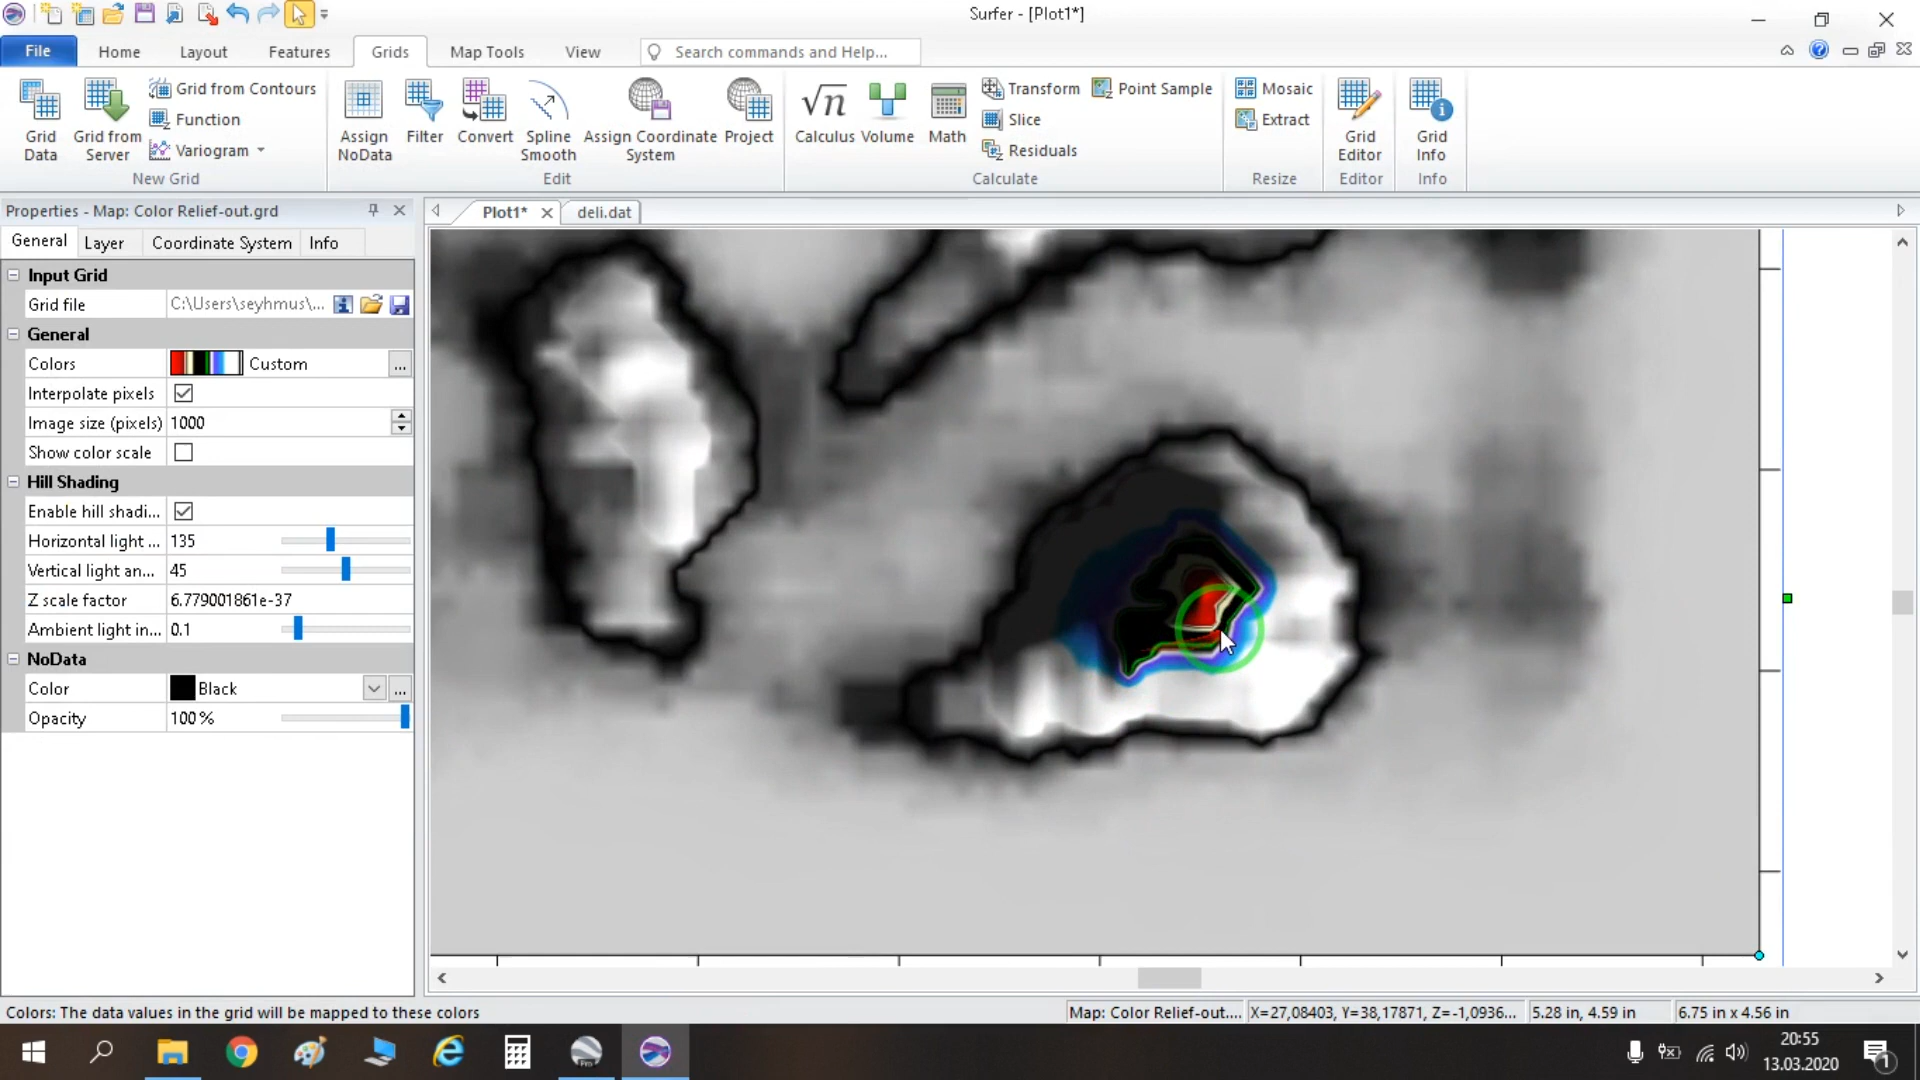 Surfer - [Plot1*]
File Home Layout Features Grids Map Tools View Search commands and Help...
Grid Data
Grid from Server
Grid from Contours
Function
Variogram
New Grid
Assign NoData
Filter
Convert
Spline Smooth
Assign Coordinate System
Project
Edit
Calculus
Volume
Math
Transform
Slice
Residuals
Point Sample
Calculate
Mosaic
Extract
Resize
Grid Editor
Editor
Grid Info
Info
Properties - Map: Color Relief-out.grd
Plot1*
deli.dat
General Layer Coordinate System Info
Input Grid
Grid file C:\Users\seyhmus\...
General
Colors Custom ...
Interpolate pixels
Image size (pixels) 1000
Show color scale
Hill Shading
Enable hill shadi...
Horizontal light ... 135
Vertical light an... 45
Z scale factor 6.779001861e-37
Ambient light in... 0.1
NoData
Color Black ...
Opacity 100 %
Colors: The data values in the grid will be mapped to these colors
Map: Color Relief-out....
X=27,08403, Y=38,17871, Z=-1,0936...
5.28 in, 4.59 in
6.75 in x 4.56 in
20:55
13.03.2020
1